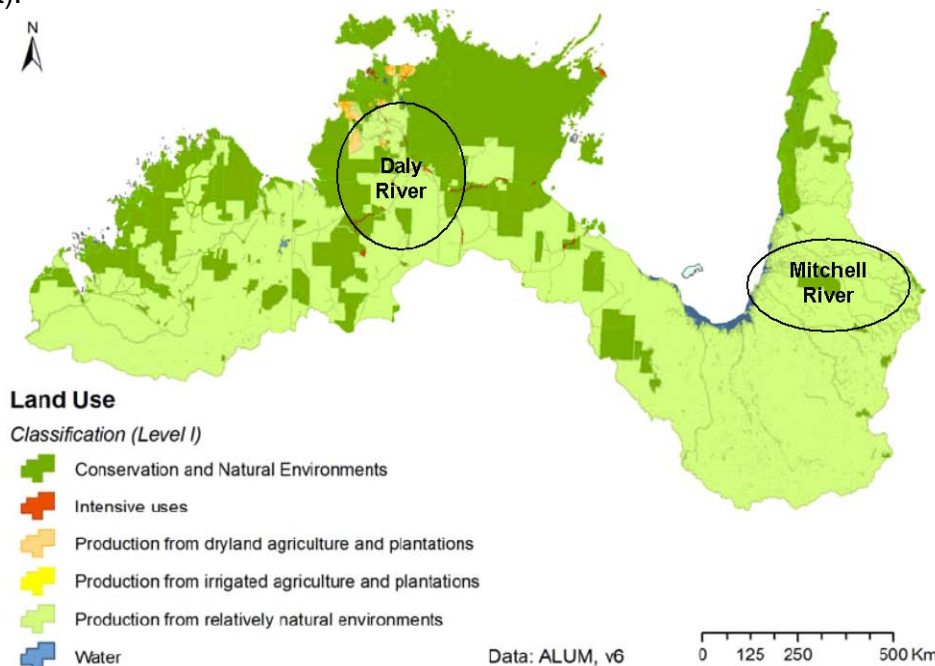 N
Daly
River
Mitchell
River
Land Use
Classification (Level I)
Conservation and Natural Environments
Intensive uses
Production from dryland agriculture and plantations
Production from irrigated agriculture and plantations
Production from relatively natural environments
Water
Data: ALUM, v6
0 125 250 500 Km